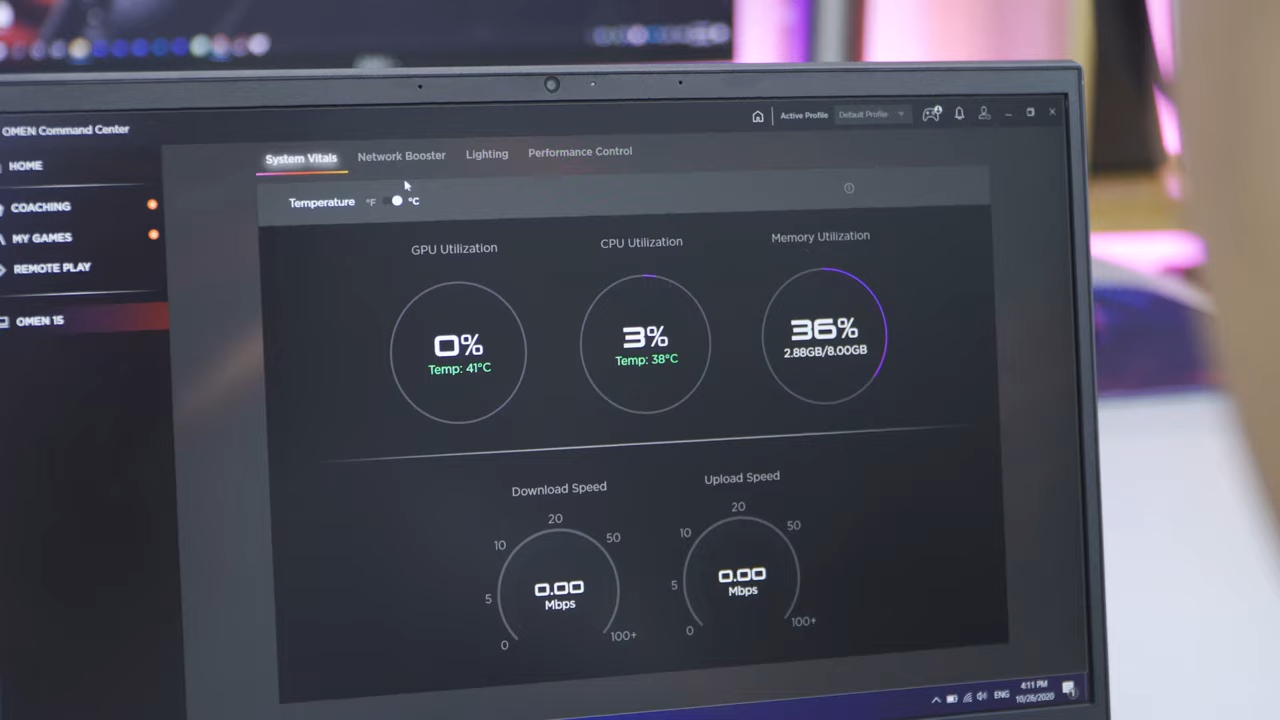 OMEN Command Center
Active Profile
Default Profile
HOME
COACHING
MY GAMES
REMOTE PLAY
OMEN 15
System Vitals
Network Booster
Lighting
Performance Control
Temperature
°F
°C
GPU Utilization
0%
Temp: 41°C
CPU Utilization
3%
Temp: 38°C
Memory Utilization
36%
2.88GB/8.00GB
Download Speed
0
5
10
20
50
100+
0.00
Mbps
Upload Speed
0
5
10
20
50
100+
0.00
Mbps
ENG
4:11 PM
10/26/2020